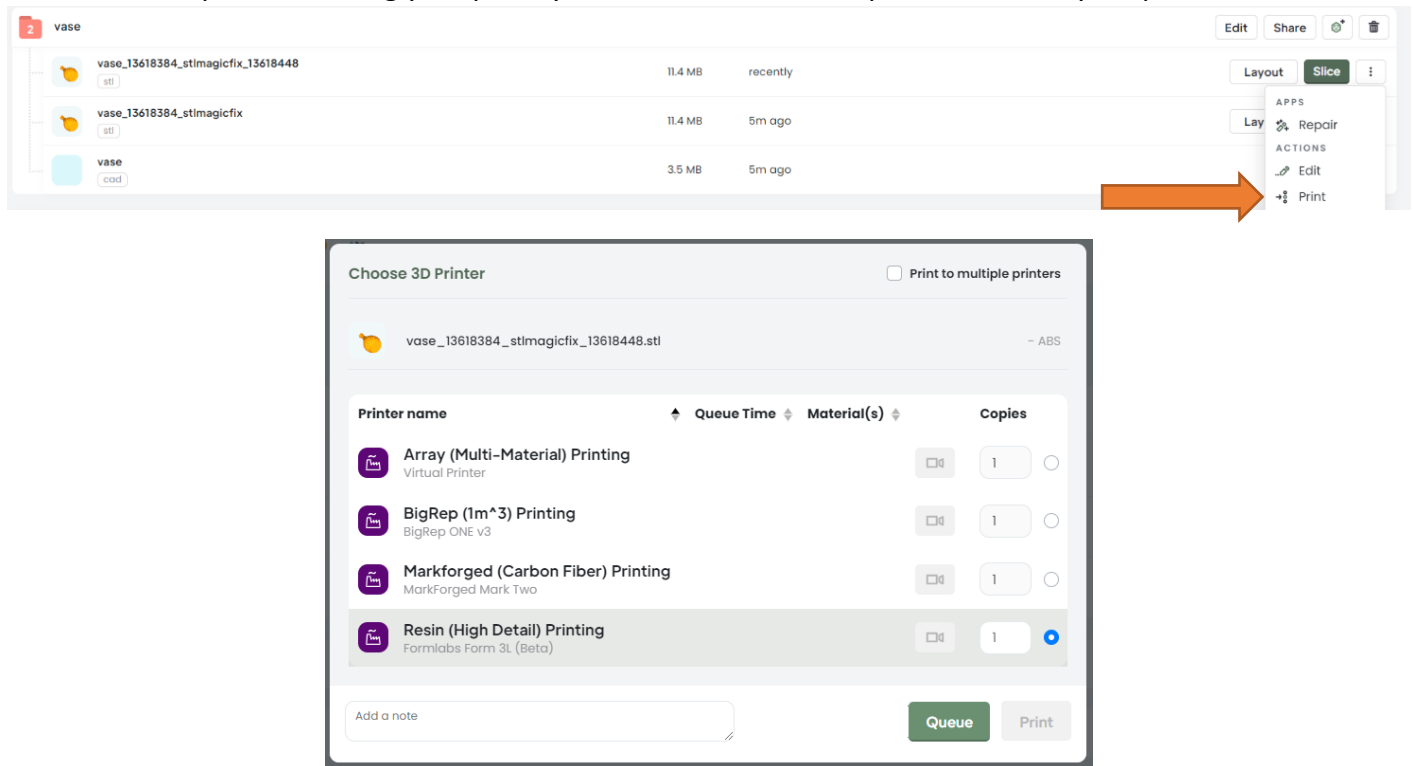 2 vase Edit Share
vase_13618384_stlmagicfix_13618448 11.4 MB recently Layout Slice
stl
APPS
vase_13618384_stlmagicfix 11.4 MB 5m ago Lay Repair
stl
ACTIONS
vase 3.5 MB 5m ago Edit
cad
Print
Choose 3D Printer Print to multiple printers
vase_13618384_stlmagicfix_13618448.stl - ABS
Printer name Queue Time Material(s) Copies
Array (Multi-Material) Printing 1
Virtual Printer
BigRep (1m^3) Printing 1
BigRep ONE v3
Markforged (Carbon Fiber) Printing 1
MarkForged Mark Two
Resin (High Detail) Printing 1
Formlabs Form 3L (Beta)
Add a note
Queue Print